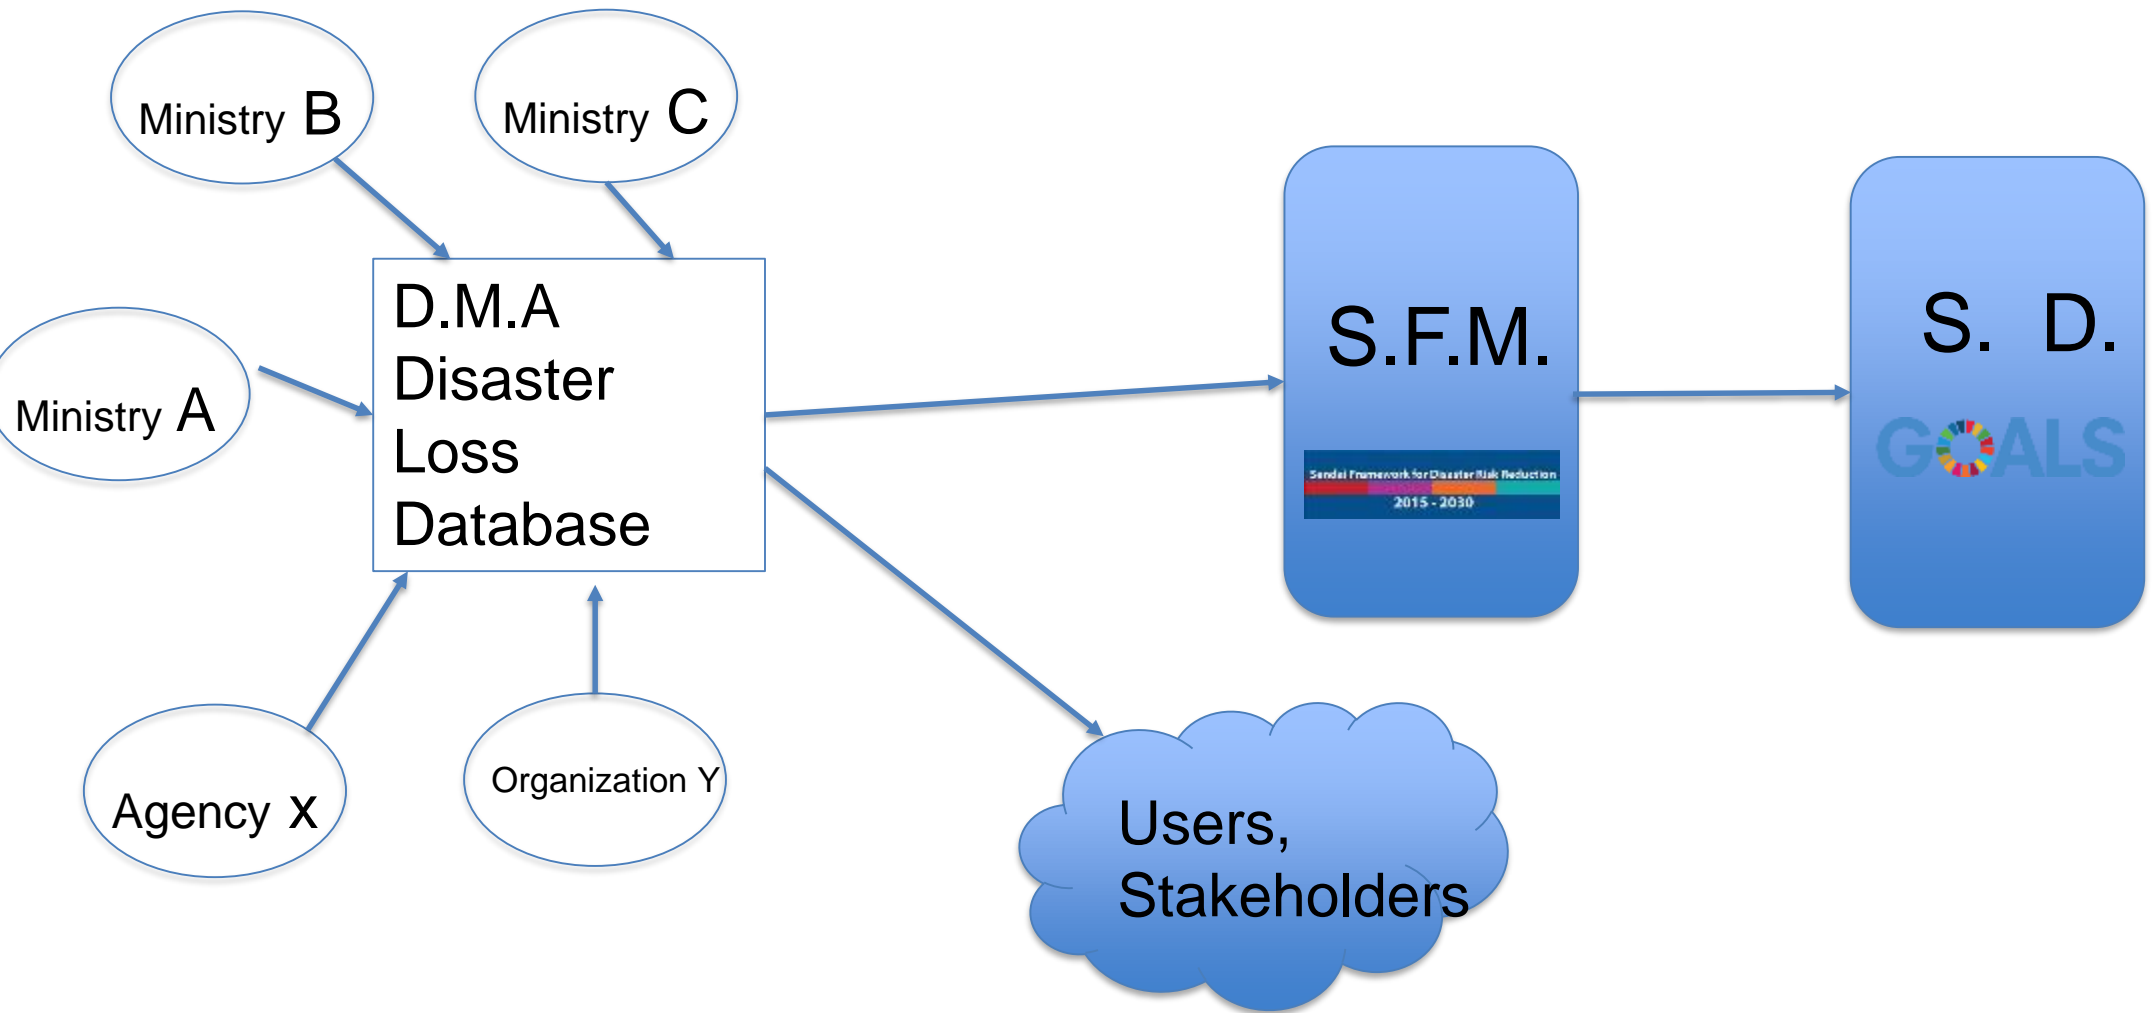 Ministry B
Ministry C
D.M.A
Disaster
Loss
Database
Ministry A
Agency x
Organization Y
S.F.M.
Sendai Framework for Disaster Risk Reduction
2015 - 2030
S. D.
GOALS
Users,
Stakeholders